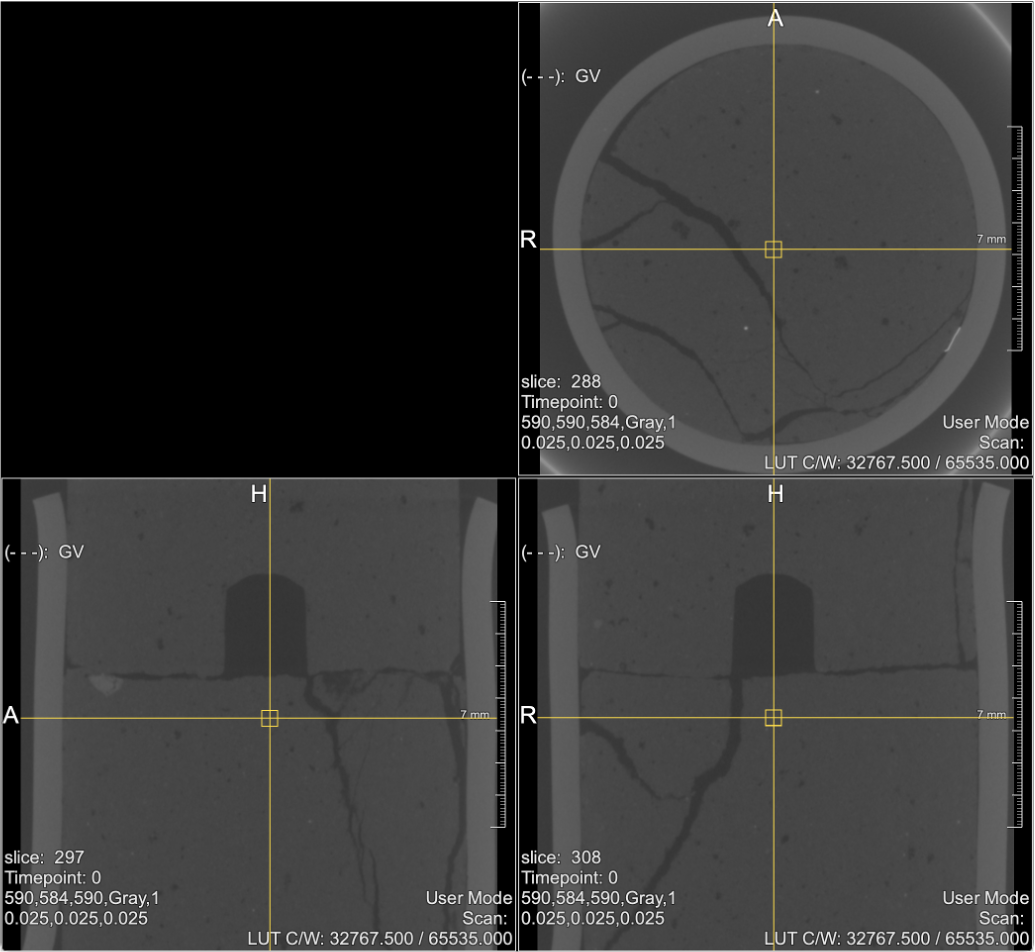 A
(- - -):  GV
R
7 mm
slice:  288
Timepoint: 0
590,590,584,Gray,1
0.025,0.025,0.025
User Mode
Scan:
LUT C/W: 32767.500 / 65535.000
H
(- - -):  GV
A
7 mm
slice:  297
Timepoint: 0
590,584,590,Gray,1
0.025,0.025,0.025
User Mode
Scan:
LUT C/W: 32767.500 / 65535.000
H
(- - -):  GV
R
7 mm
slice:  308
Timepoint: 0
590,584,590,Gray,1
0.025,0.025,0.025
User Mode
Scan:
LUT C/W: 32767.500 / 65535.000